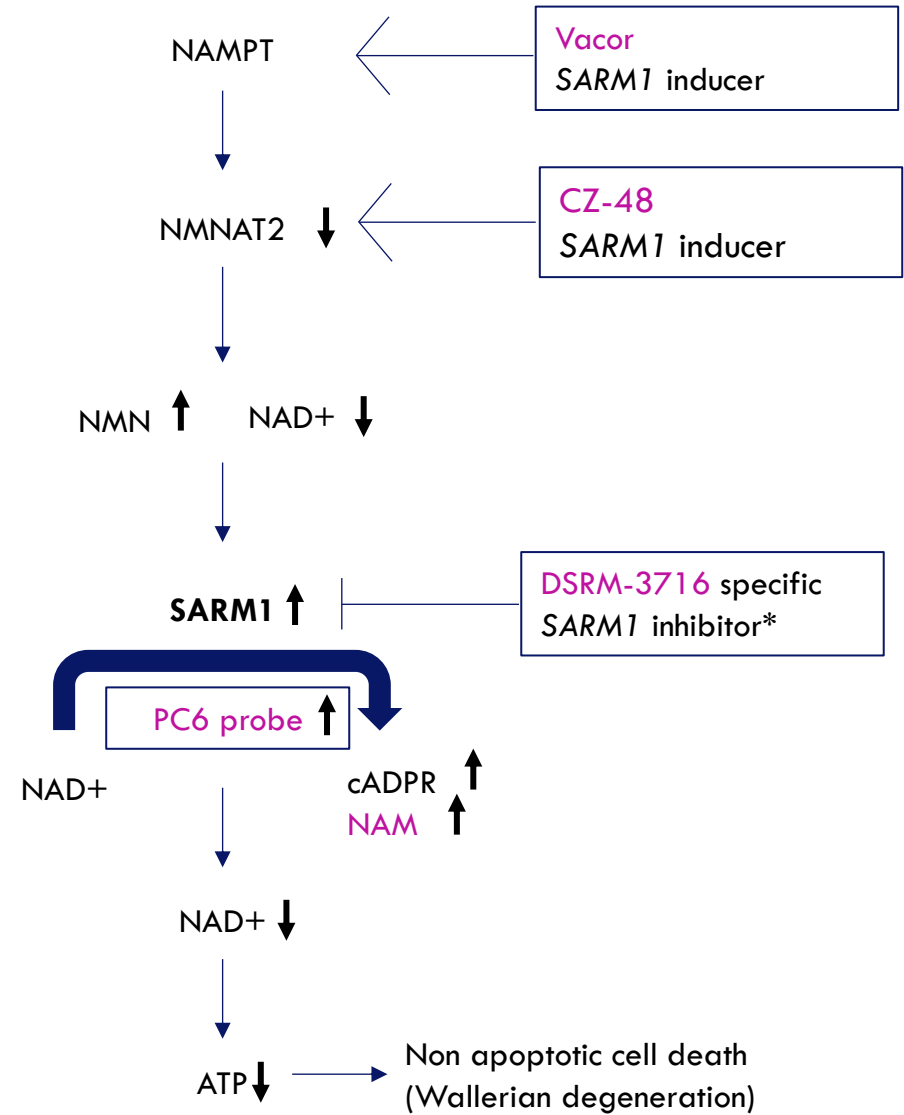 NAMPT
Vacor
SARM1 inducer
NMNAT2
CZ-48
SARM1 inducer
NMN
NAD+
SARM1
DSRM-3716 specific
SARM1 inhibitor*
PC6 probe
NAD+
cADPR
NAM
NAD+
ATP
Non apoptotic cell death
(Wallerian degeneration)